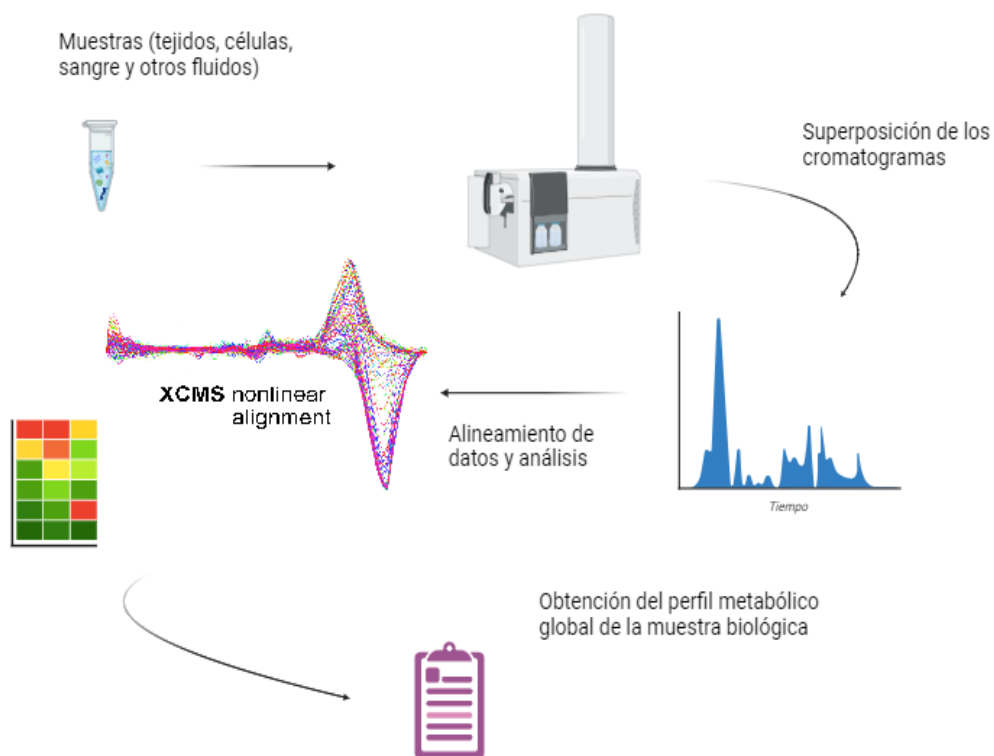 Muestras (tejidos, células,
sangre y otros fluidos)
Superposición de los
cromatogramas
XCMS nonlinear
alignment
Alineamiento de
datos y análisis
Tiempo
Obtención del perfil metabólico
global de la muestra biológica